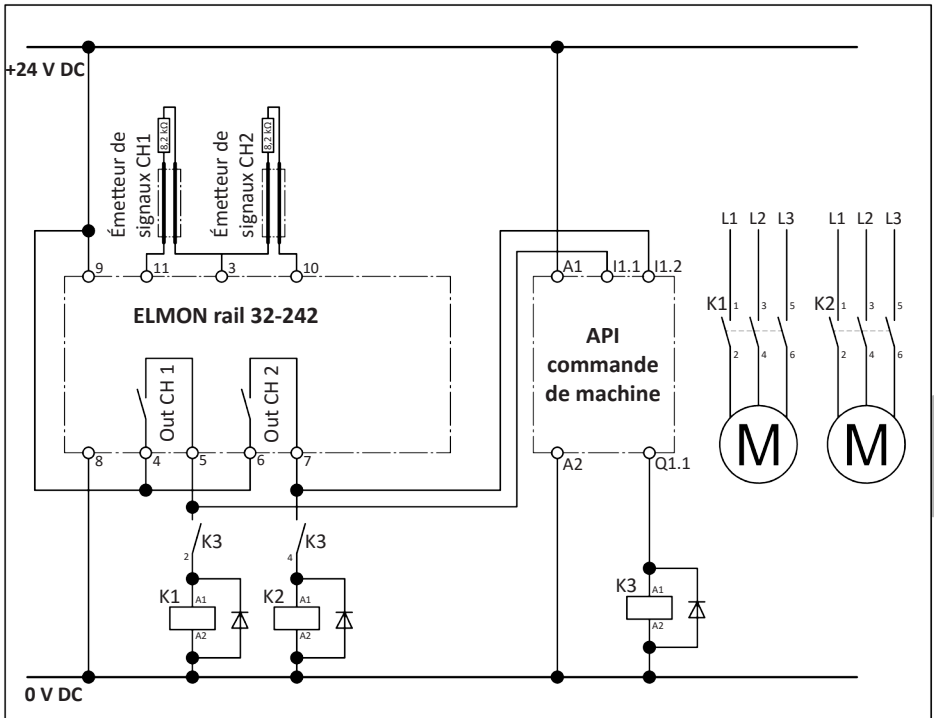 +24 V DC
Émetteur de
signaux CH1
8,2 kΩ
Émetteur de
signaux CH2
8,2 kΩ
9
11
3
10
ELMON rail 32-242
Out CH 1
Out CH 2
8
4
5
6
7
A1
I1.1
I1.2
API
commande
de machine
A2
Q1.1
L1
L2
L3
K1
1
3
5
2
4
6
M
L1
L2
L3
K2
1
3
5
2
4
6
M
K3
2
K3
4
K1
A1
A2
K2
A1
A2
K3
A1
A2
0 V DC